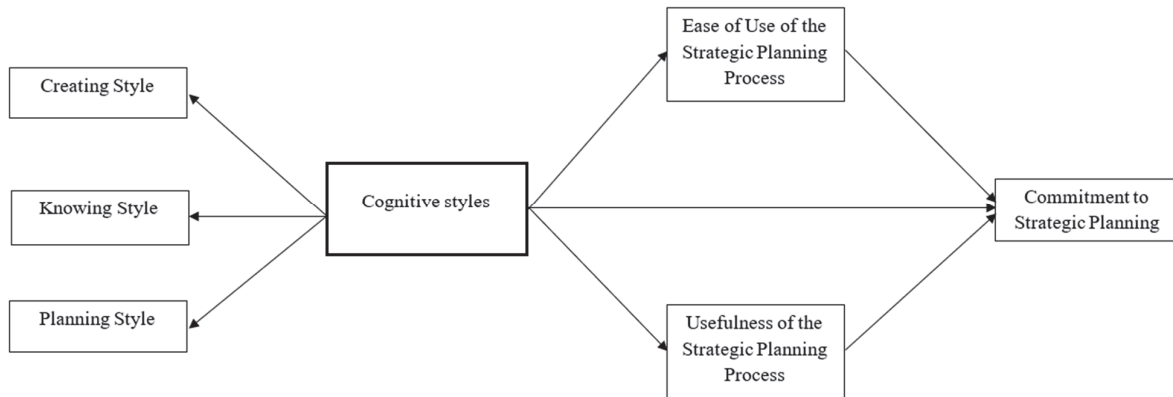 Creating Style
Knowing Style
Planning Style
Cognitive styles
Ease of Use of the
Strategic Planning
Process
Usefulness of the
Strategic Planning
Process
Commitment to
Strategic Planning